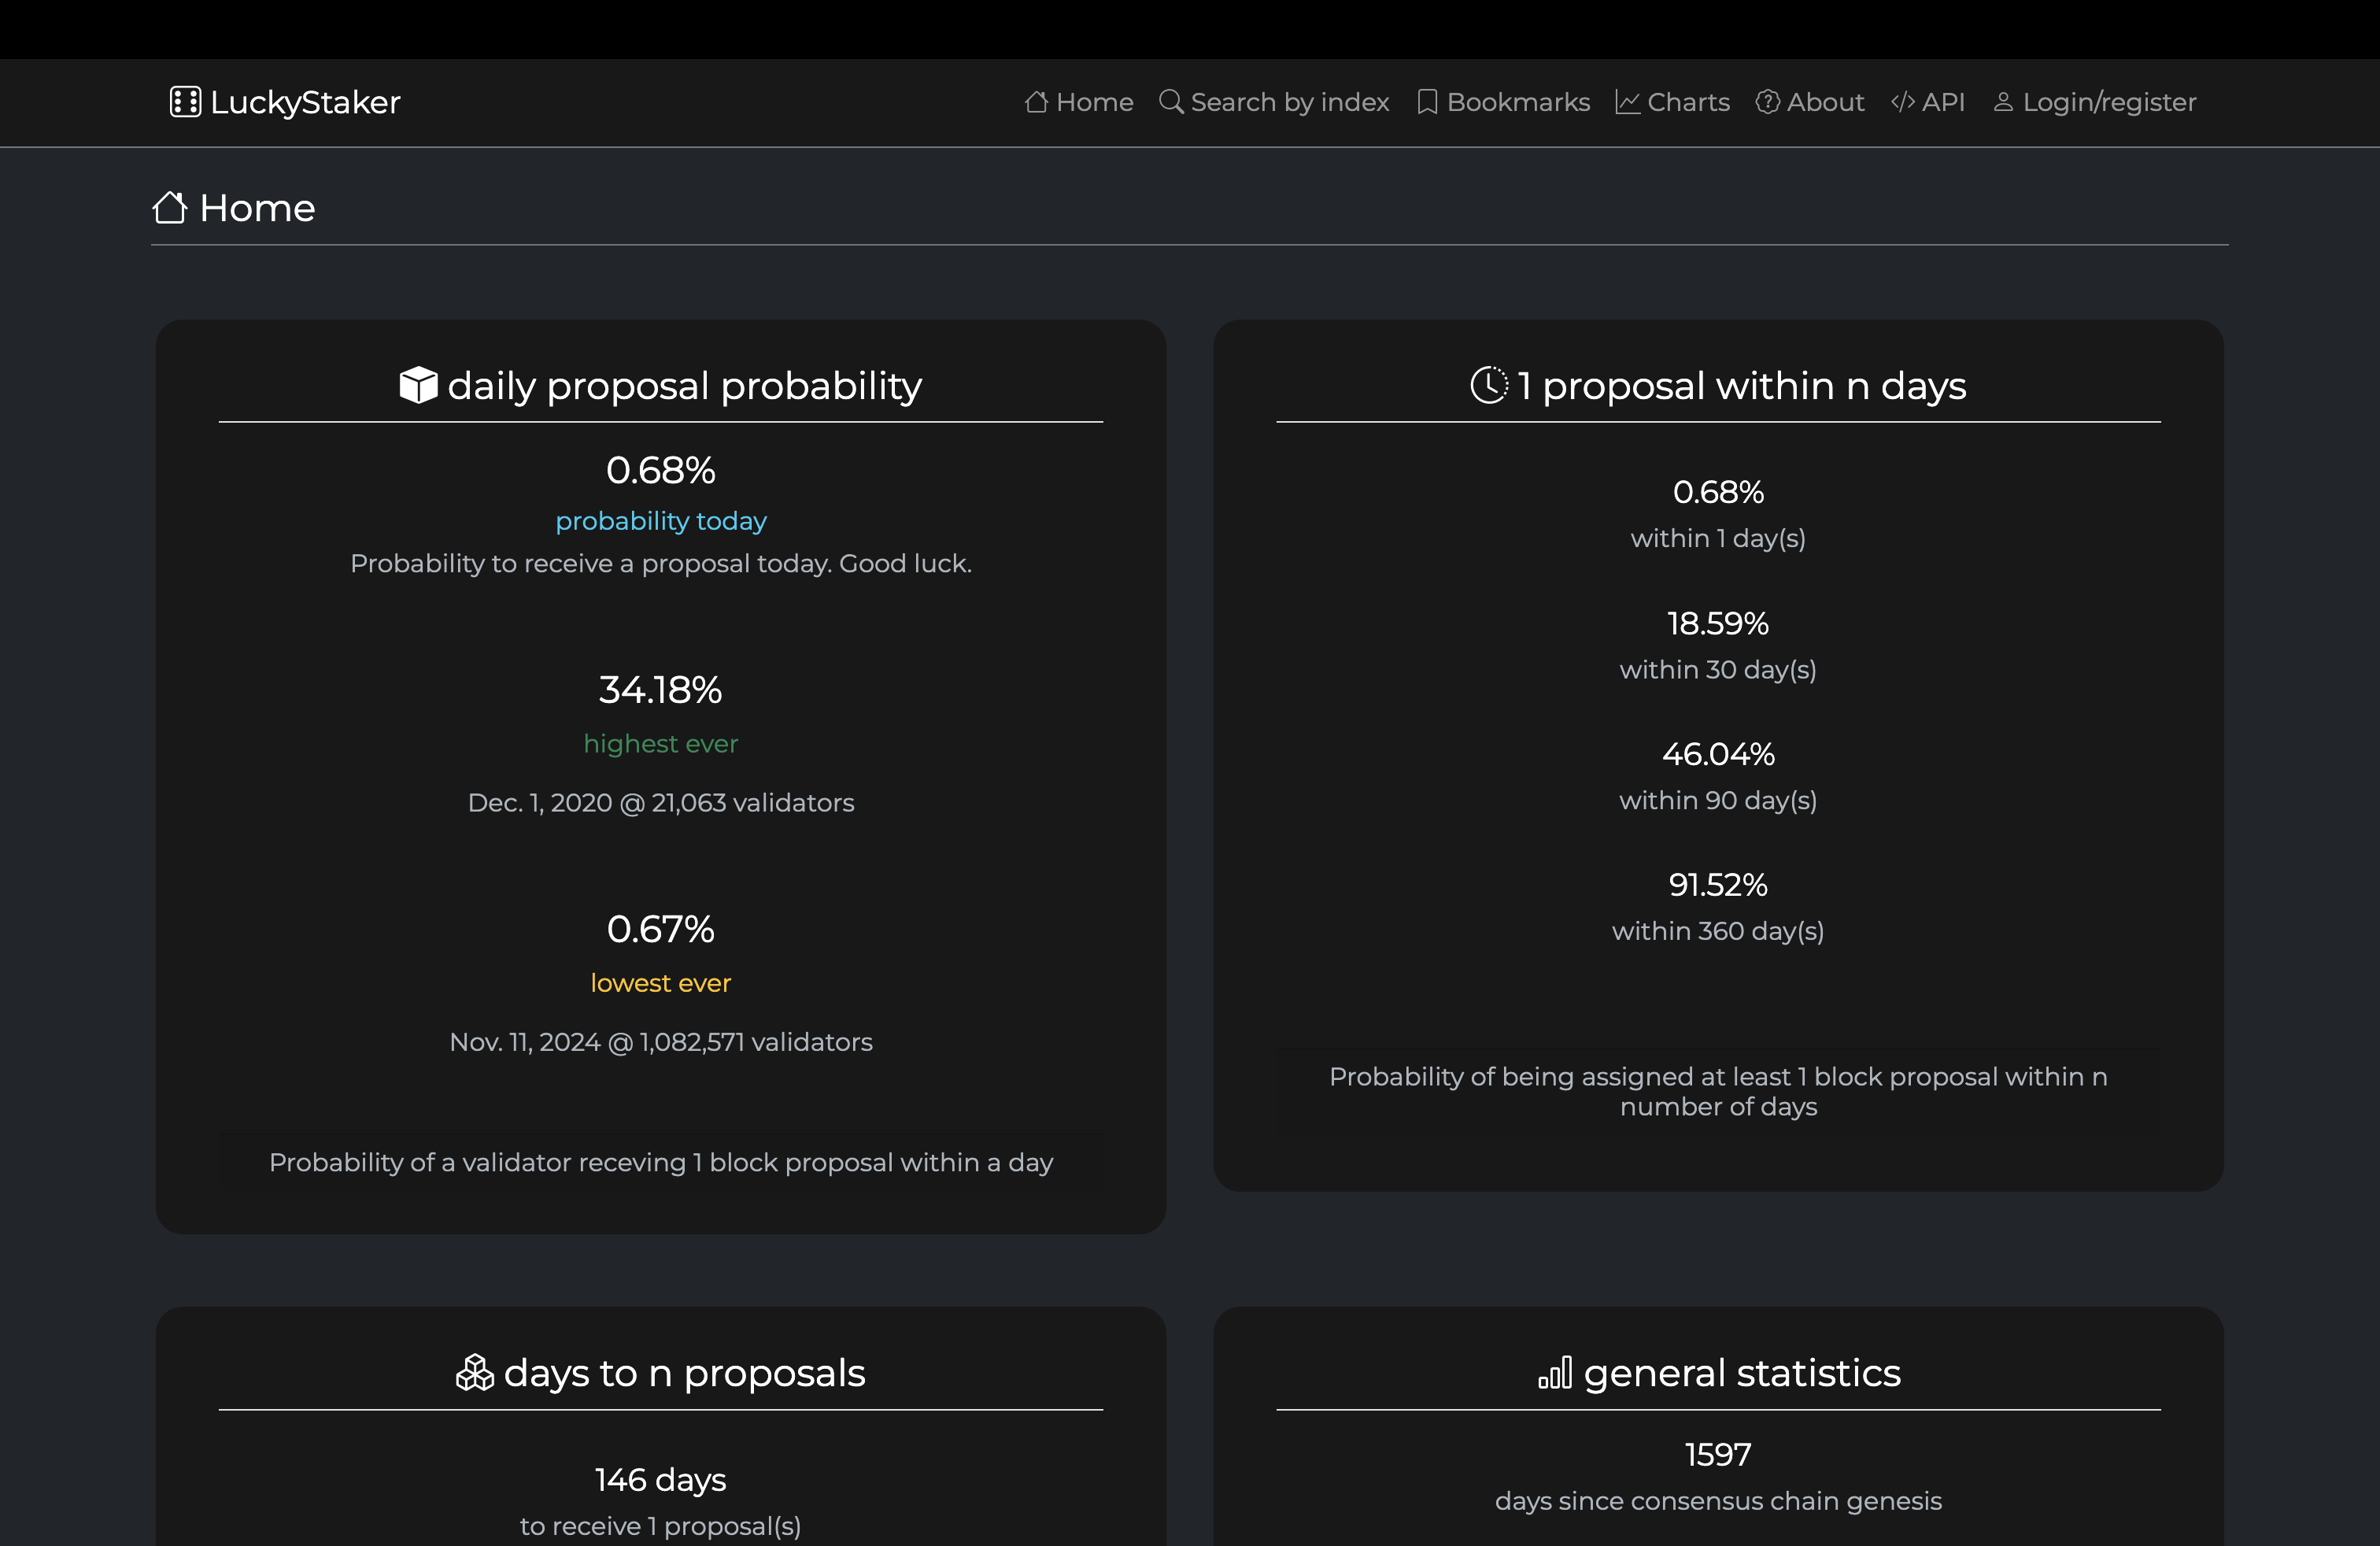 LuckyStaker
Home
Search by index
Bookmarks
Charts
About
API
Login/register
Home
daily proposal probability
0.68%
probability today
Probability to receive a proposal today. Good luck.
34.18%
highest ever
Dec. 1, 2020 @ 21,063 validators
0.67%
lowest ever
Nov. 11, 2024 @ 1,082,571 validators
Probability of a validator receving 1 block proposal within a day
1 proposal within n days
0.68%
within 1 day(s)
18.59%
within 30 day(s)
46.04%
within 90 day(s)
91.52%
within 360 day(s)
Probability of being assigned at least 1 block proposal within n
number of days
days to n proposals
146 days
to receive 1 proposal(s)
general statistics
1597
days since consensus chain genesis